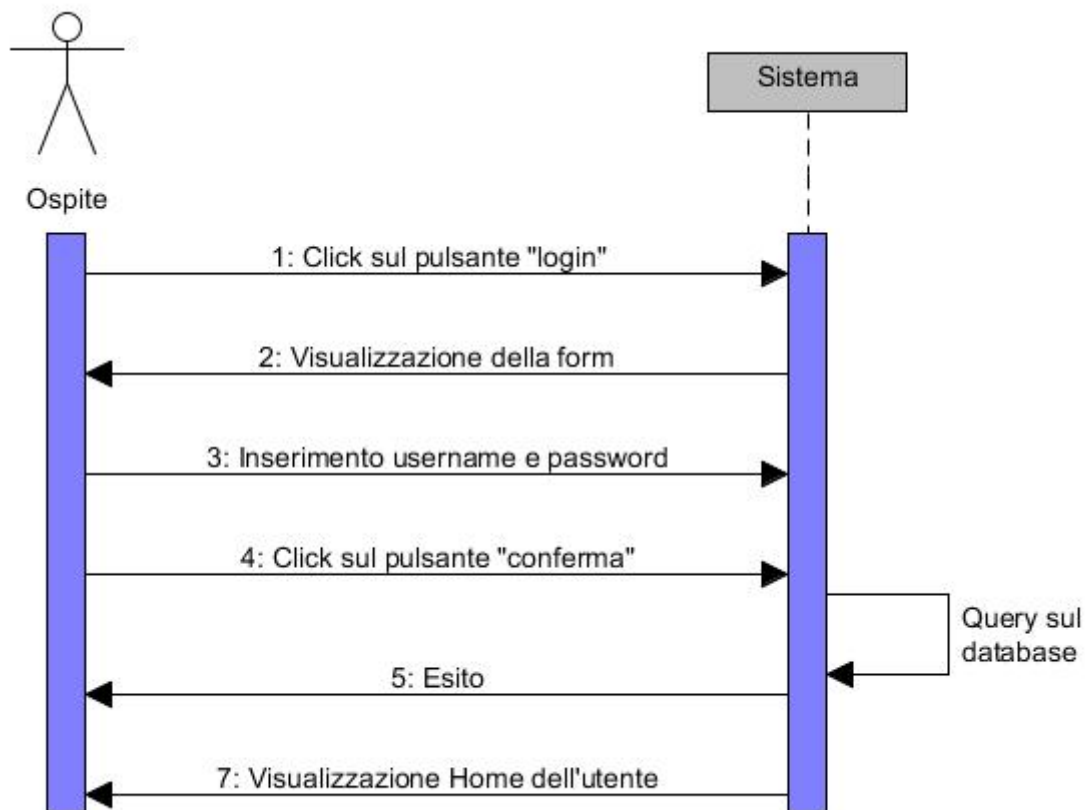 Sistema
Ospite
1: Click sul pulsante "login"
2: Visualizzazione della form
3: Inserimento username e password
4: Click sul pulsante "conferma"
Query sul
database
5: Esito
7: Visualizzazione Home dell'utente